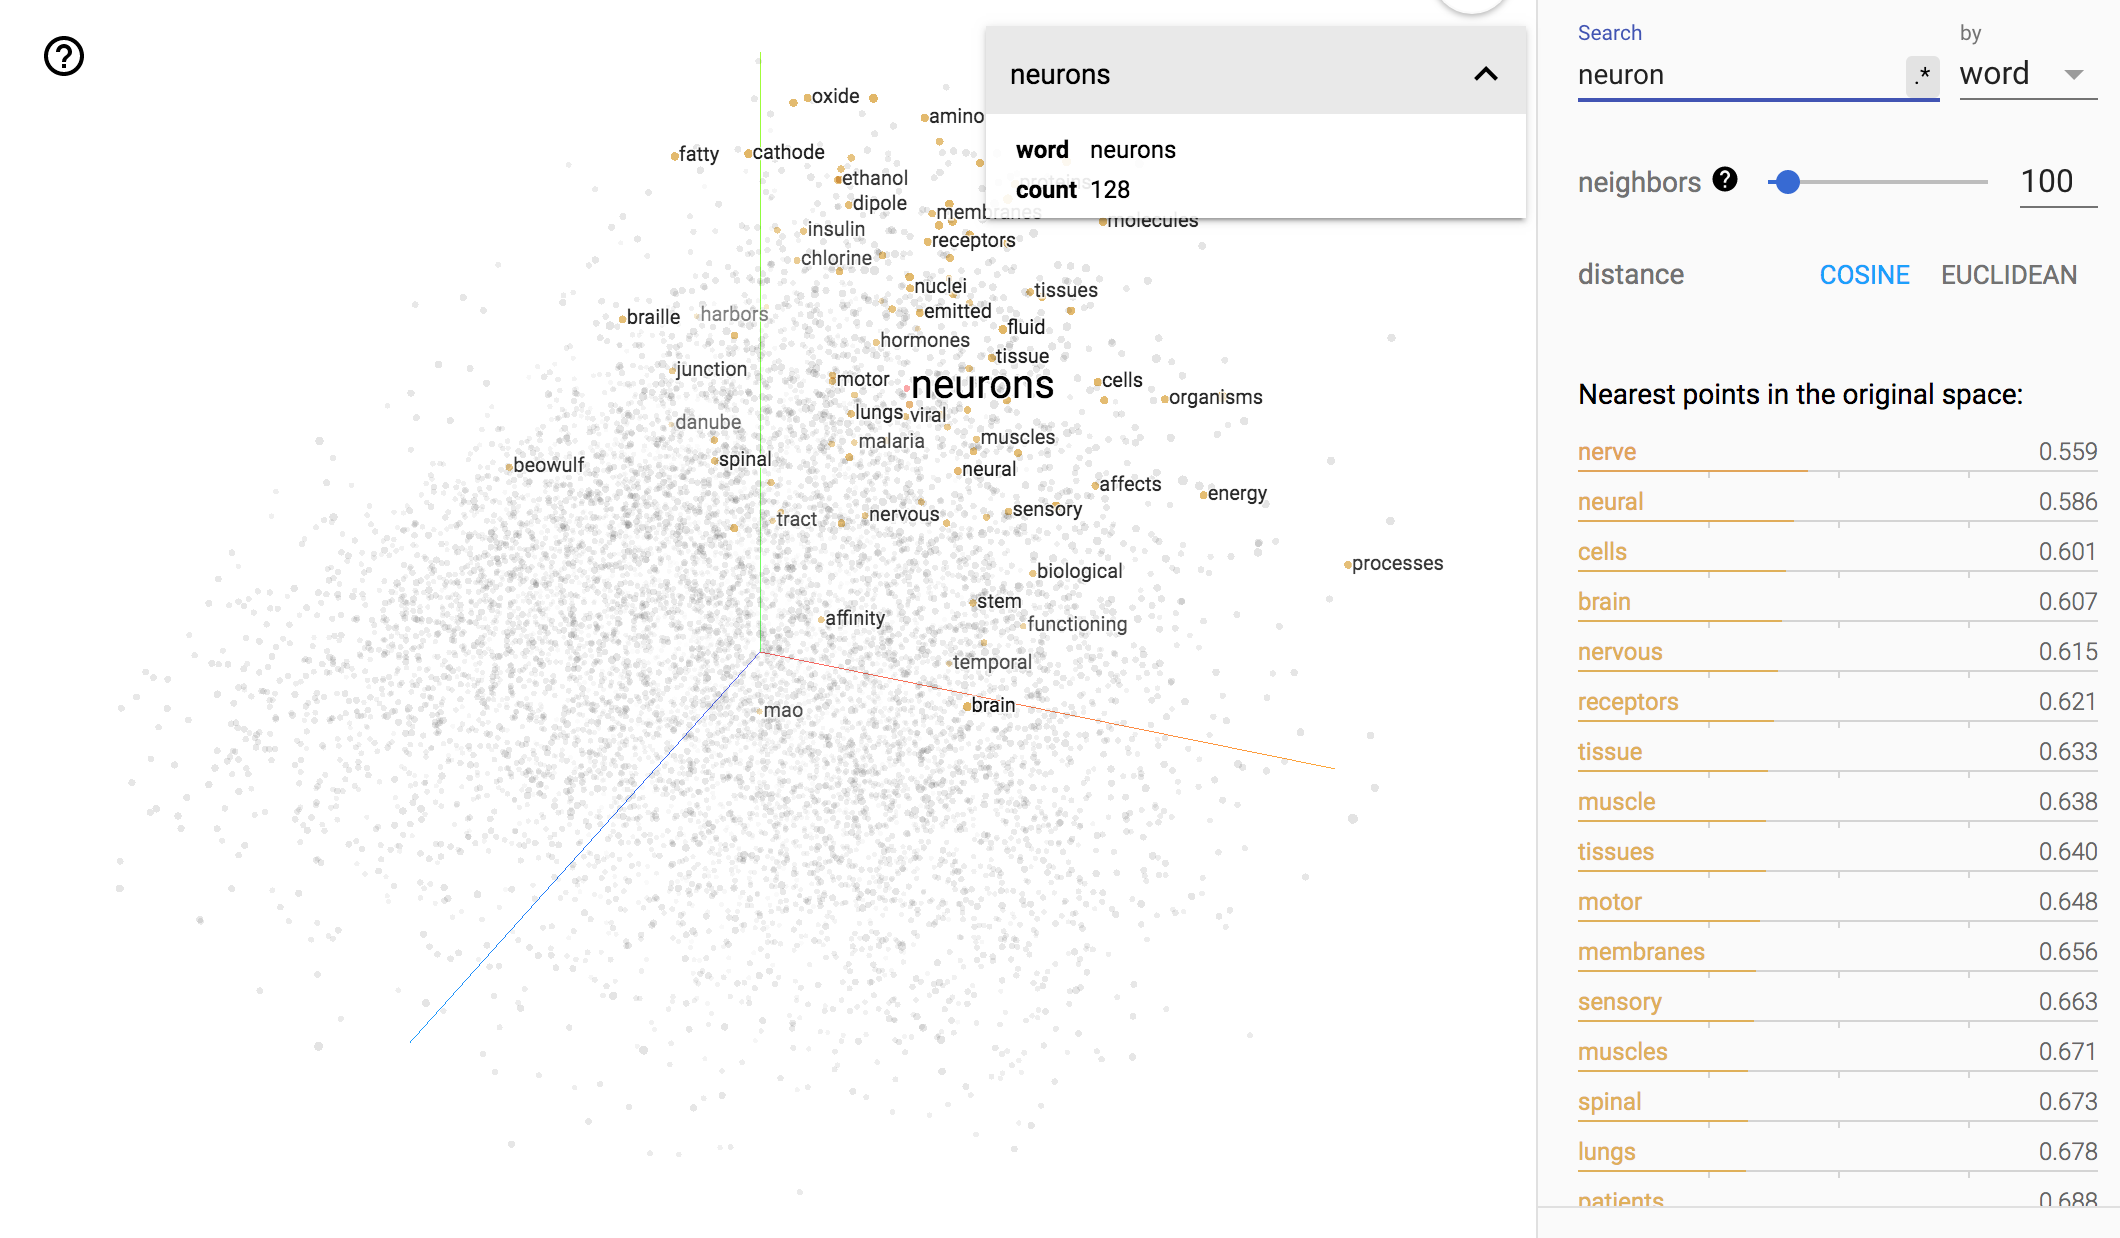 ?
oxide
amino
fatty
cathode
ethanol
dipole
membranes
insulin
receptors
molecules
chlorine
nuclei
tissues
braille
harbors
emitted
fluid
hormones
tissue
junction
motor
neurons
cells
organisms
lungs
viral
danube
malaria
muscles
beowulf
spinal
neural
affects
energy
tract
nervous
sensory
processes
biological
stem
affinity
functioning
temporal
mao
brain
neurons
word neurons
proteins
count 128
Search
by
neuron
.*
word
neighbors ?
100
distance
COSINE
EUCLIDEAN
Nearest points in the original space:
nerve 0.559
neural 0.586
cells 0.601
brain 0.607
nervous 0.615
receptors 0.621
tissue 0.633
muscle 0.638
tissues 0.640
motor 0.648
membranes 0.656
sensory 0.663
muscles 0.671
spinal 0.673
lungs 0.678
patients 0.688